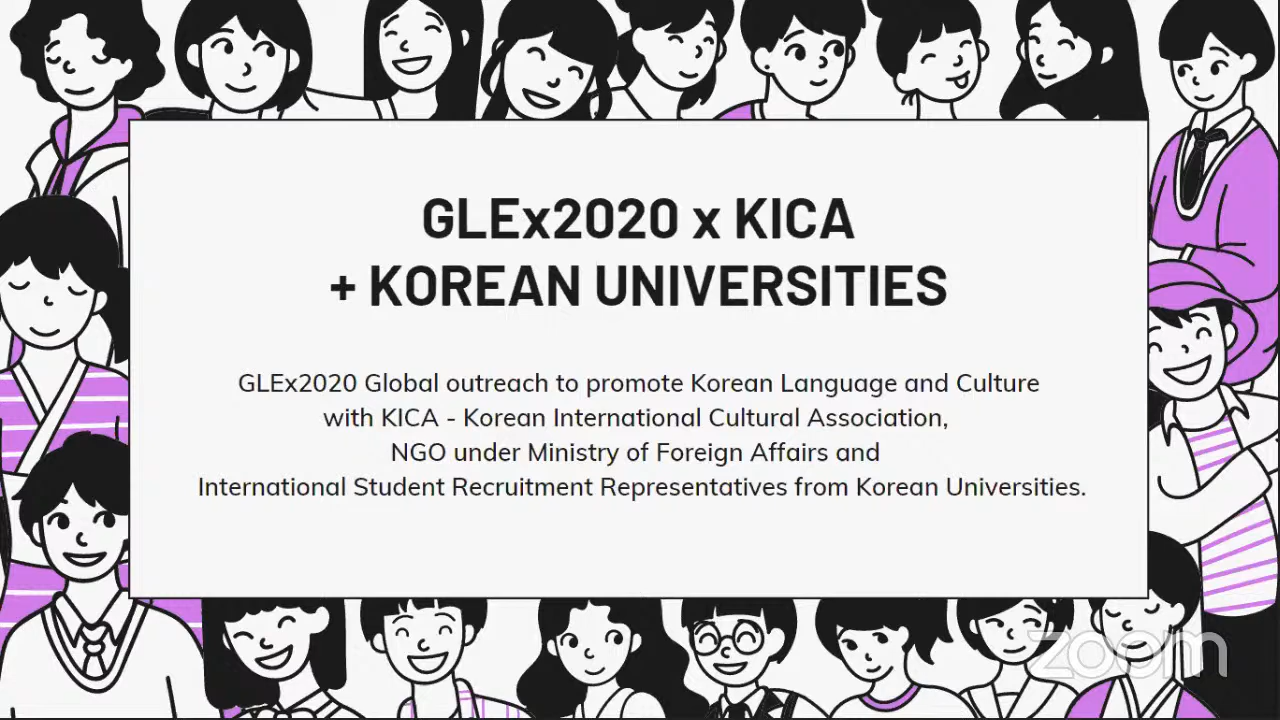 GLEx2020 x KICA
+ KOREAN UNIVERSITIES
GLEx2020 Global outreach to promote Korean Language and Culture
with KICA - Korean International Cultural Association,
NGO under Ministry of Foreign Affairs and
International Student Recruitment Representatives from Korean Universities.
zoom